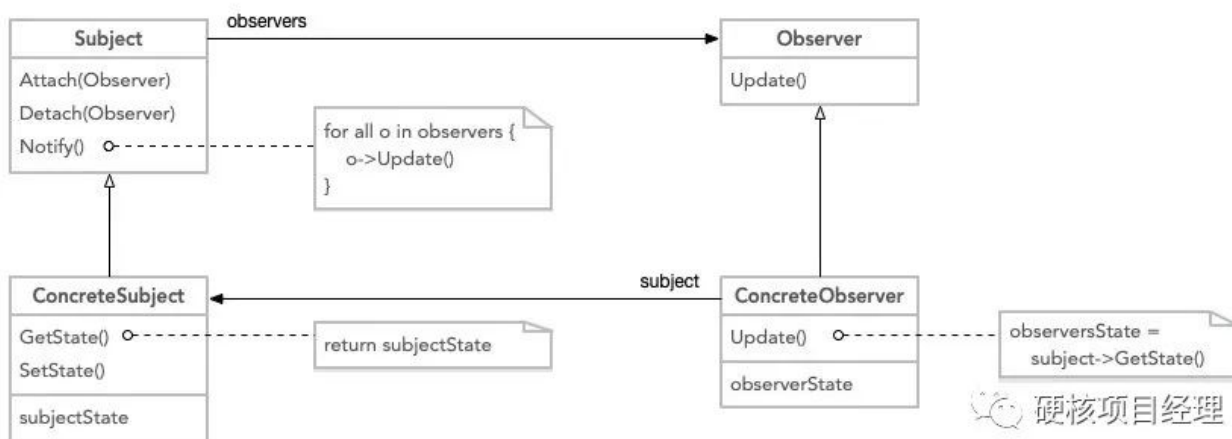 observers
Subject
Attach(Observer)
Detach(Observer)
Notify()
for all o in observers {
o->Update()
}
Observer
Update()
subject
ConcreteSubject
GetState()
SetState()
subjectState
return subjectState
ConcreteObserver
Update()
observerState
observersState =
subject->GetState()
硬核项目经理